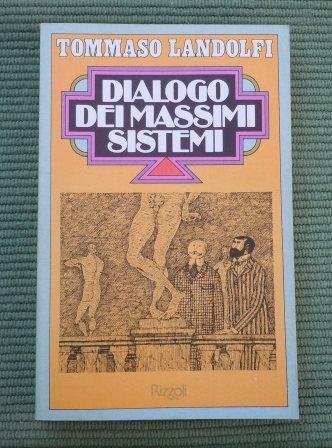 TOMMASO LANDOLFI
DIALOGO
DEI MASSIMI
SISTEMI
Rizzoli